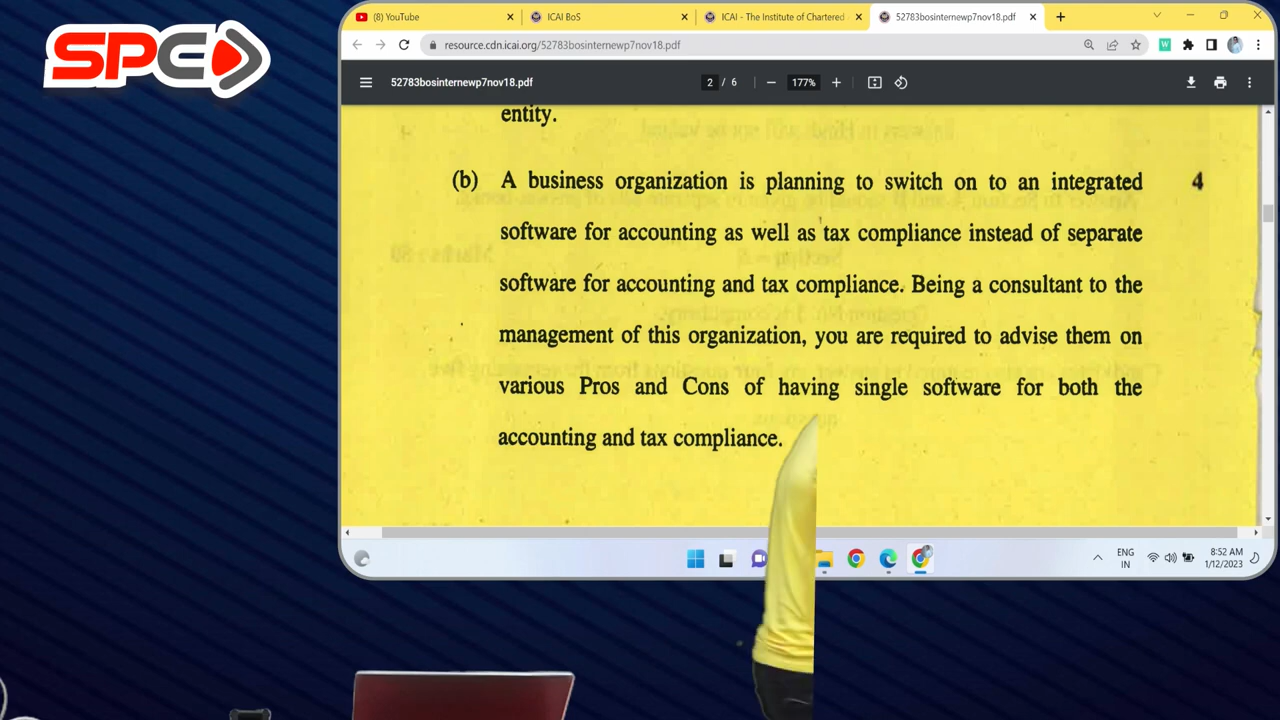 SPC
(8) YouTube
ICAI BoS
ICAI - The Institute of Chartered
52783bosinternewp7nov18.pdf
resource.cdn.icai.org/52783bosinternewp7nov18.pdf
52783bosinternewp7nov18.pdf
2 / 6
177%
entity.
(b) A business organization is planning to switch on to an integrated 4
software for accounting as well as tax compliance instead of separate
software for accounting and tax compliance. Being a consultant to the
management of this organization, you are required to advise them on
various Pros and Cons of having single software for both the
accounting and tax compliance.
ENG
IN
8:52 AM
1/12/2023